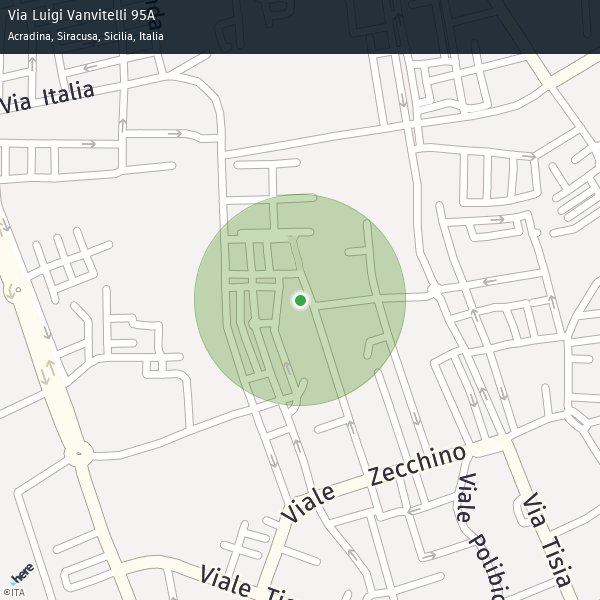 Via Luigi Vanvitelli 95A
Acradina, Siracusa, Sicilia, Italia
Via Italia
Viale Zecchino
Viale Polibio
Via Tisia
Viale Tis
here
©ITA